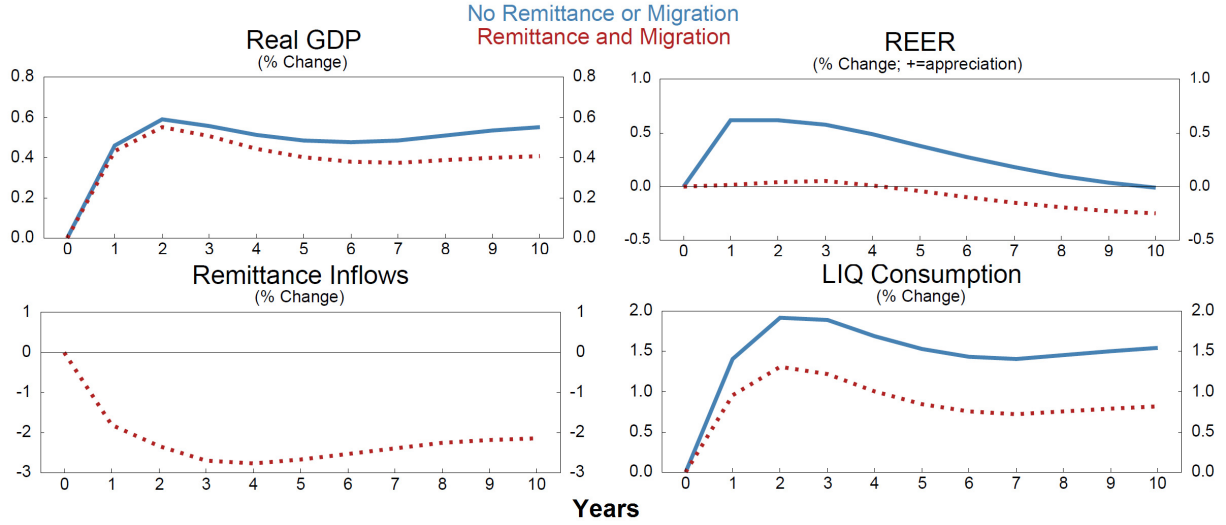 No Remittance or Migration
Remittance and Migration
Real GDP
(% Change)
0.8 0.8
0.6 0.6
0.4 0.4
0.2 0.2
0.0 0.0
0 1 2 3 4 5 6 7 8 9 10
REER
(% Change; +=appreciation)
1.0 1.0
0.5 0.5
0.0 0.0
-0.5 -0.5
0 1 2 3 4 5 6 7 8 9 10
Remittance Inflows
(% Change)
1 1
0 0
-1 -1
-2 -2
-3 -3
0 1 2 3 4 5 6 7 8 9 10
LIQ Consumption
(% Change)
2.0 2.0
1.5 1.5
1.0 1.0
0.5 0.5
0.0 0.0
0 1 2 3 4 5 6 7 8 9 10
Years